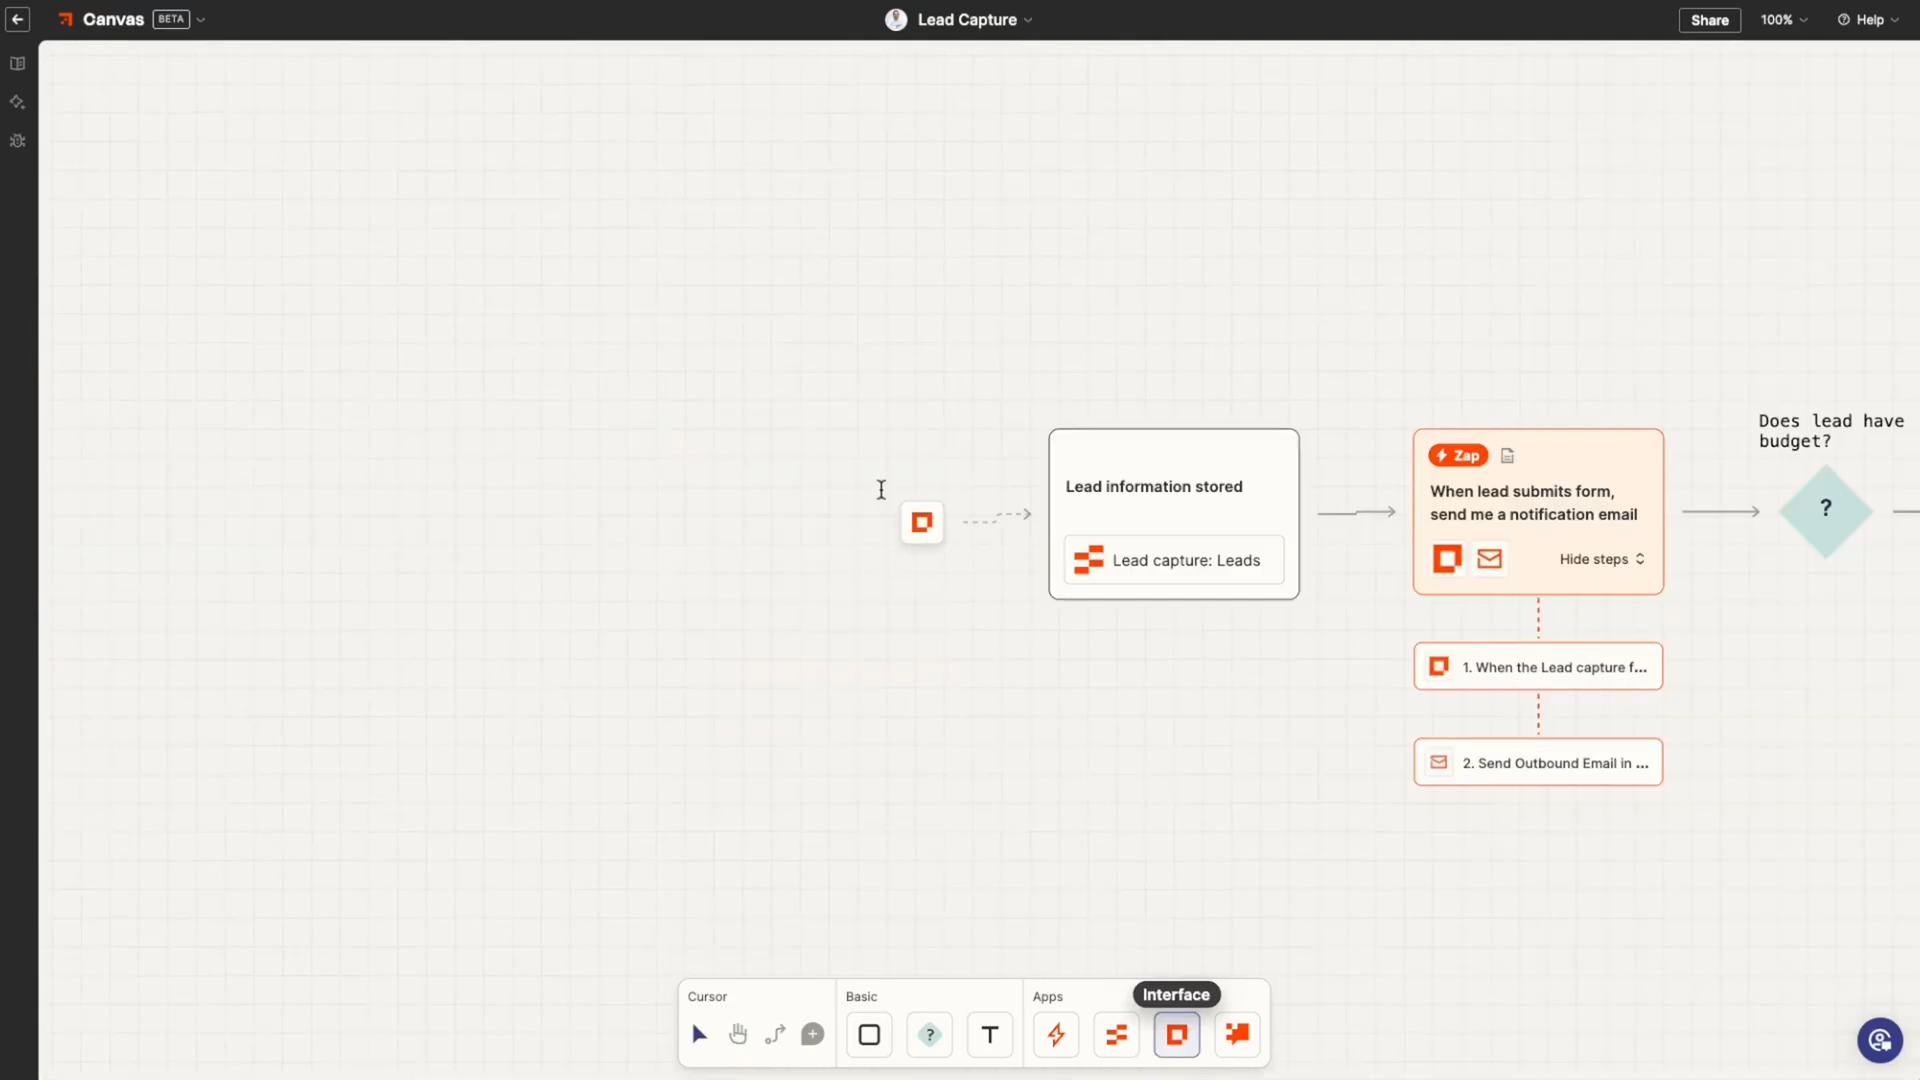 Canvas BETA
Lead Capture
Share
100%
Help
Does lead have
budget?
?
Lead information stored
Lead capture: Leads
Zap
When lead submits form,
send me a notification email
Hide steps
1. When the Lead capture f...
2. Send Outbound Email in ...
Cursor
Basic
Apps
Interface
?
T